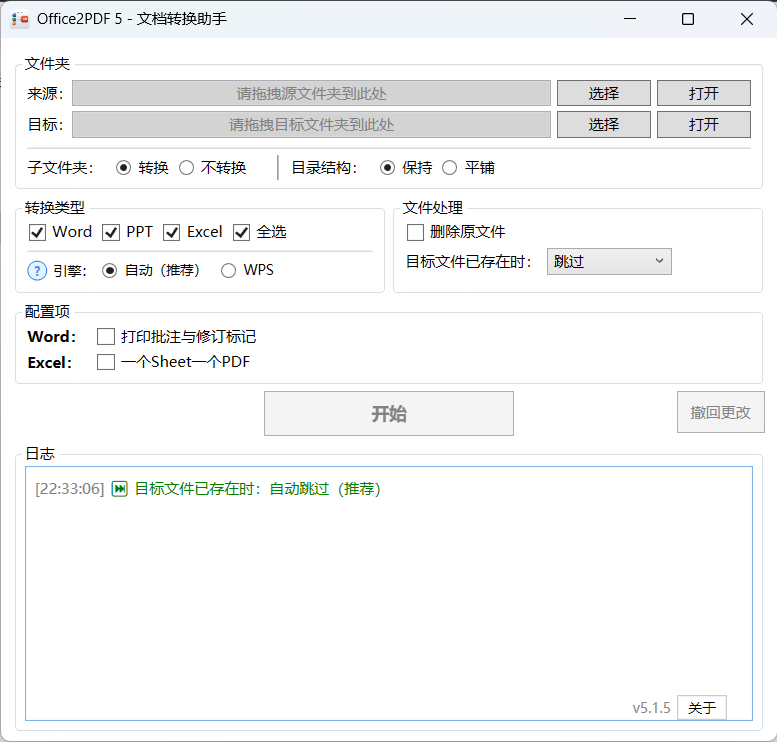 Office2PDF 5 - 文档转换助手
文件夹
来源: 请拖拽源文件夹到此处 选择 打开
目标: 请拖拽目标文件夹到此处 选择 打开
子文件夹: 转换 不转换 目录结构: 保持 平铺
转换类型 文件处理
Word PPT Excel 全选 删除原文件
? 引擎: 自动（推荐） WPS 目标文件已存在时: 跳过
配置项
Word: 打印批注与修订标记
Excel: 一个Sheet一个PDF
开始 撤回更改
日志
[22:33:06] 目标文件已存在时：自动跳过（推荐）
v5.1.5 关于